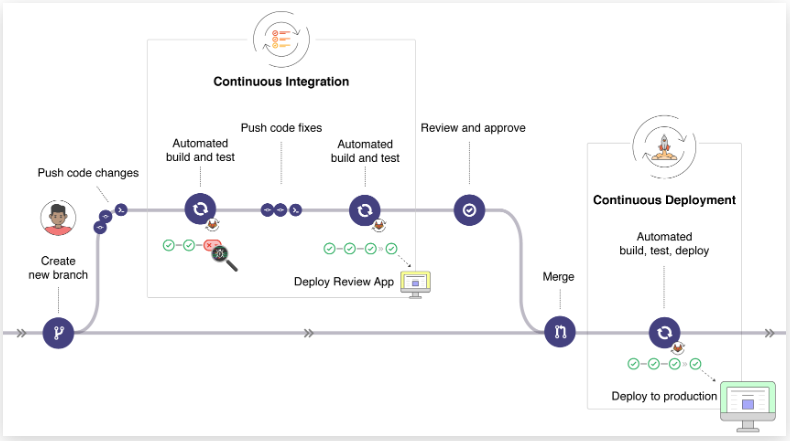 Continuous Integration
Push code fixes
Review and approve
Automated
build and test
Automated
build and test
Push code changes
Continuous Deployment
Automated
build, test, deploy
Create
new branch
Deploy Review App
Merge
Deploy to production